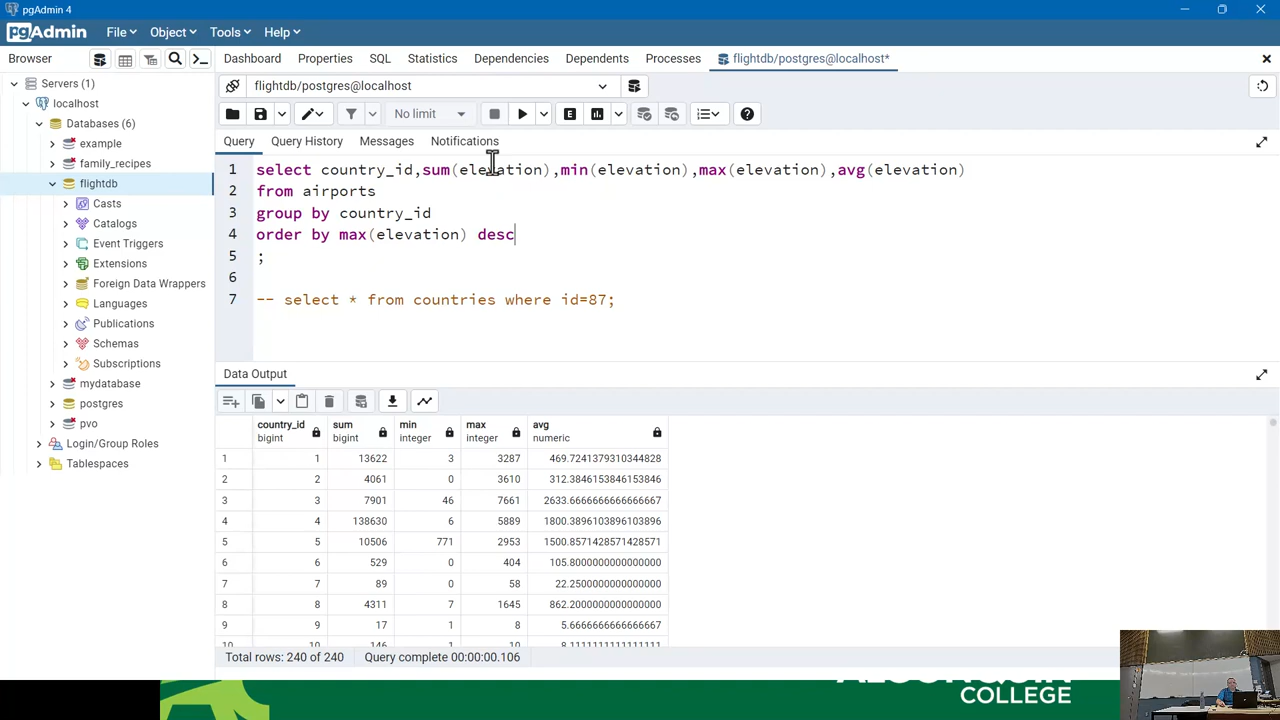 pgAdmin 4
pgAdmin File Object Tools Help
Browser Dashboard Properties SQL Statistics Dependencies Dependents Processes flightdb/postgres@localhost*
Servers (1)
localhost
Databases (6)
example
family_recipes
flightdb
Casts
Catalogs
Event Triggers
Extensions
Foreign Data Wrappers
Languages
Publications
Schemas
Subscriptions
mydatabase
postgres
pvo
Login/Group Roles
Tablespaces
flightdb/postgres@localhost
No limit
Query Query History Messages Notifications
1 select country_id,sum(elevation),min(elevation),max(elevation),avg(elevation)
2 from airports
3 group by country_id
4 order by max(elevation) desc
5 ;
6
7 -- select * from countries where id=87;
Data Output
country_id sum min max avg
bigint bigint integer integer numeric
1 1 13622 3 3287 469.7241379310344828
2 2 4061 0 3610 312.3846153846153846
3 3 7901 46 7661 2633.6666666666666667
4 4 138630 6 5889 1800.3896103896103896
5 5 10506 771 2953 1500.8571428571428571
6 6 529 0 404 105.8000000000000000
7 7 89 0 58 22.2500000000000000
8 8 4311 7 1645 862.2000000000000000
9 9 17 1 8 5.6666666666666667
10 10 146 1 10 8.1111111111111111
Total rows: 240 of 240 Query complete 00:00:00.106
ALGONQUIN
COLLEGE